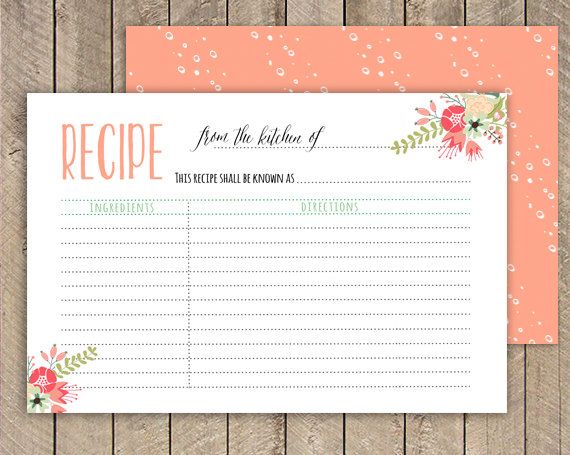 RECIPE from the kitchen of
THIS RECIPE SHALL BE KNOWN AS
INGREDIENTS DIRECTIONS